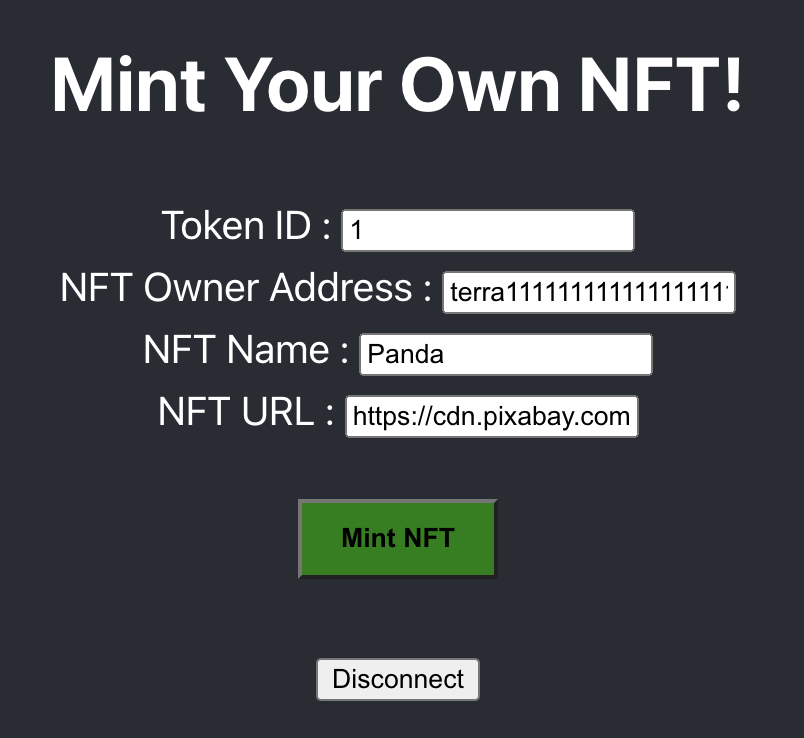 Mint Your Own NFT!
Token ID : 1
NFT Owner Address : terra11111111111111111
NFT Name : Panda
NFT URL : https://cdn.pixabay.com
Mint NFT
Disconnect